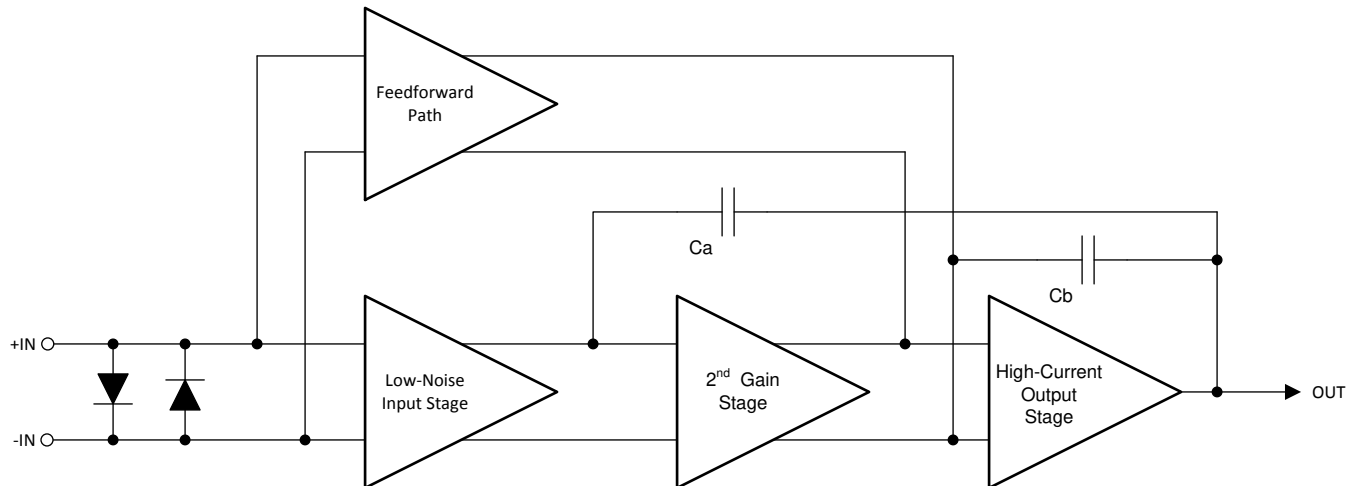 Feedforward
Path
Ca
Cb
+IN
-IN
Low-Noise
Input Stage
2nd Gain
Stage
High-Current
Output
Stage
OUT